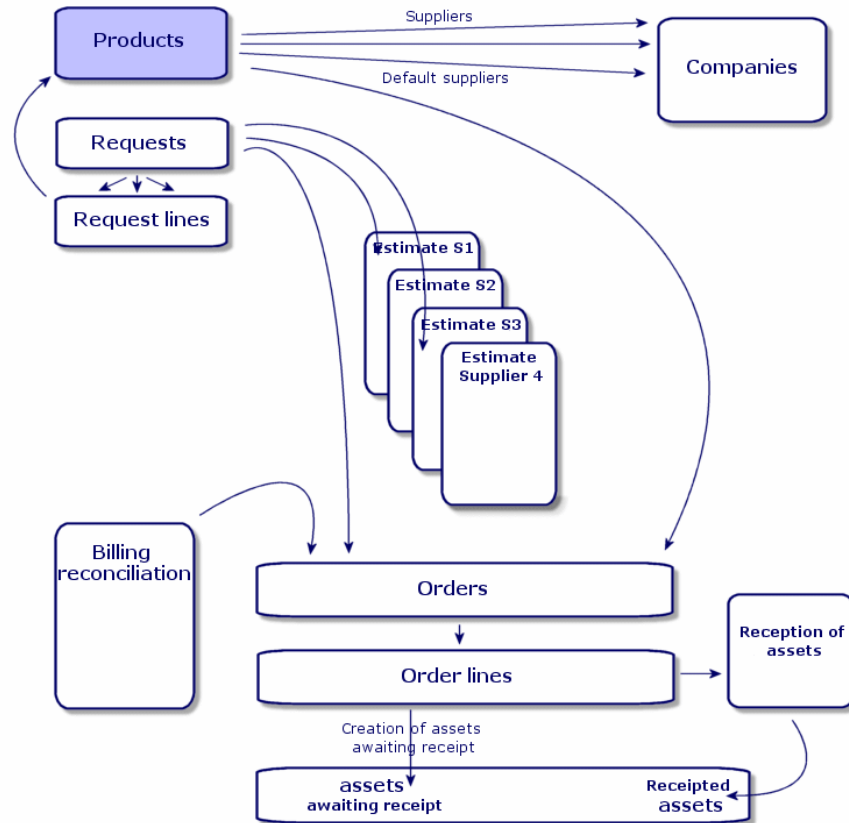 Suppliers
Products
Companies
Default suppliers
Requests
Request lines
Estimate S1
Estimate S2
Estimate S3
Estimate
Supplier 4
Billing
reconciliation
Orders
Reception of
assets
Order lines
Creation of assets
awaiting receipt
assets
awaiting receipt
Receipted
assets